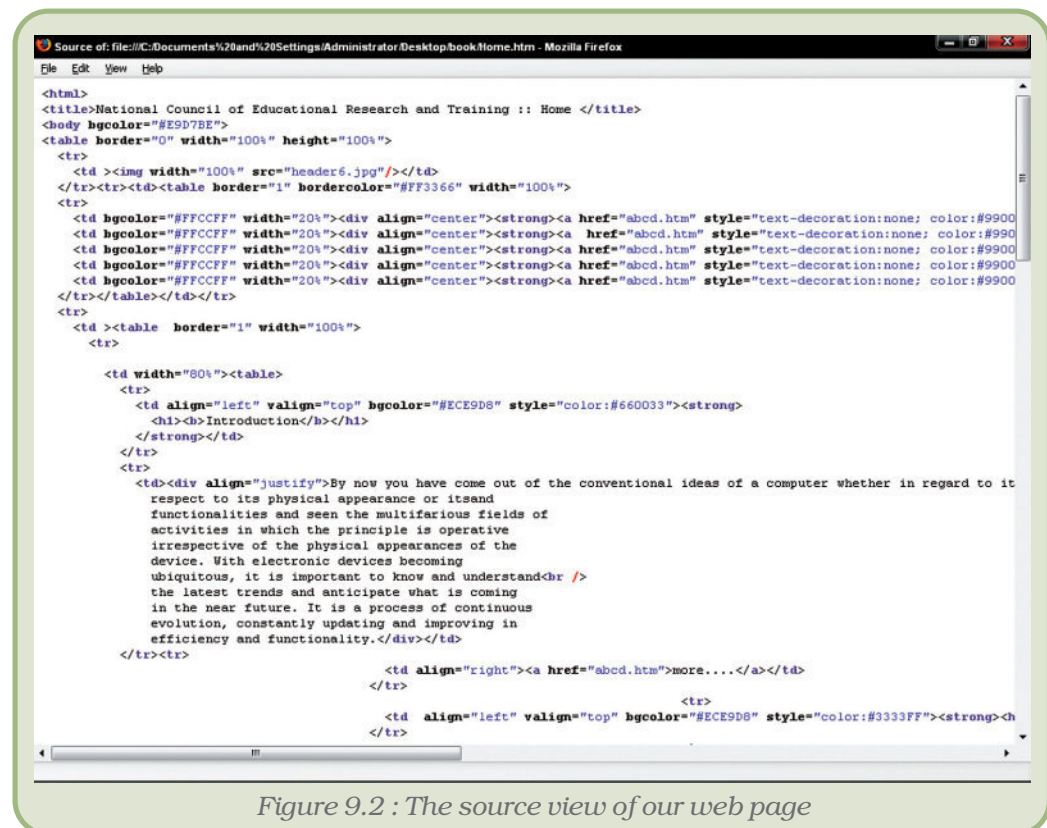 Source of: file:///C:/Documents%20and%20Settings/Administrator/Desktop/book/Home.htm - Mozilla Firefox
File Edit View Help
<html>
<title>National Council of Educational Research and Training :: Home </title>
<body bgcolor="#E9D7BE">
<table border="0" width="100%" height="100%">
<tr>
<td ><img width="100%" src="header6.jpg"/></td>
</tr><tr><td><table border="1" bordercolor="#FF3366" width="100%">
<tr>
<td bgcolor="#FFCCFF" width="20%"><div align="center"><strong><a href="abcd.htm" style="text-decoration:none; color:#9900
<td bgcolor="#FFCCFF" width="20%"><div align="center"><strong><a  href="abcd.htm" style="text-decoration:none; color:#990
<td bgcolor="#FFCCFF" width="20%"><div align="center"><strong><a href="abcd.htm" style="text-decoration:none; color:#9900
<td bgcolor="#FFCCFF" width="20%"><div align="center"><strong><a href="abcd.htm" style="text-decoration:none; color:#9900
<td bgcolor="#FFCCFF" width="20%"><div align="center"><strong><a href="abcd.htm" style="text-decoration:none; color:#9900
</tr></table></td></tr>
<tr>
<td ><table  border="1" width="100%">
<tr>
<td width="80%"><table>
<tr>
<td align="left" valign="top" bgcolor="#ECE9D8" style="color:#660033"><strong>
<h1><b>Introduction</b></h1>
</strong></td>
</tr>
<tr>
<td><div align="justify">By now you have come out of the conventional ideas of a computer whether in regard to it
respect to its physical appearance or itsand
functionalities and seen the multifarious fields of
activities in which the principle is operative
irrespective of the physical appearances of the
device. With electronic devices becoming
ubiquitous, it is important to know and understand<br />
the latest trends and anticipate what is coming
in the near future. It is a process of continuous
evolution, constantly updating and improving in
efficiency and functionality.</div></td>
</tr><tr>
<td align="right"><a href="abcd.htm">more....</a></td>
</tr>
<tr>
<td  align="left" valign="top" bgcolor="#ECE9D8" style="color:#3333FF"><strong><h
</tr>
Figure 9.2 : The source view of our web page